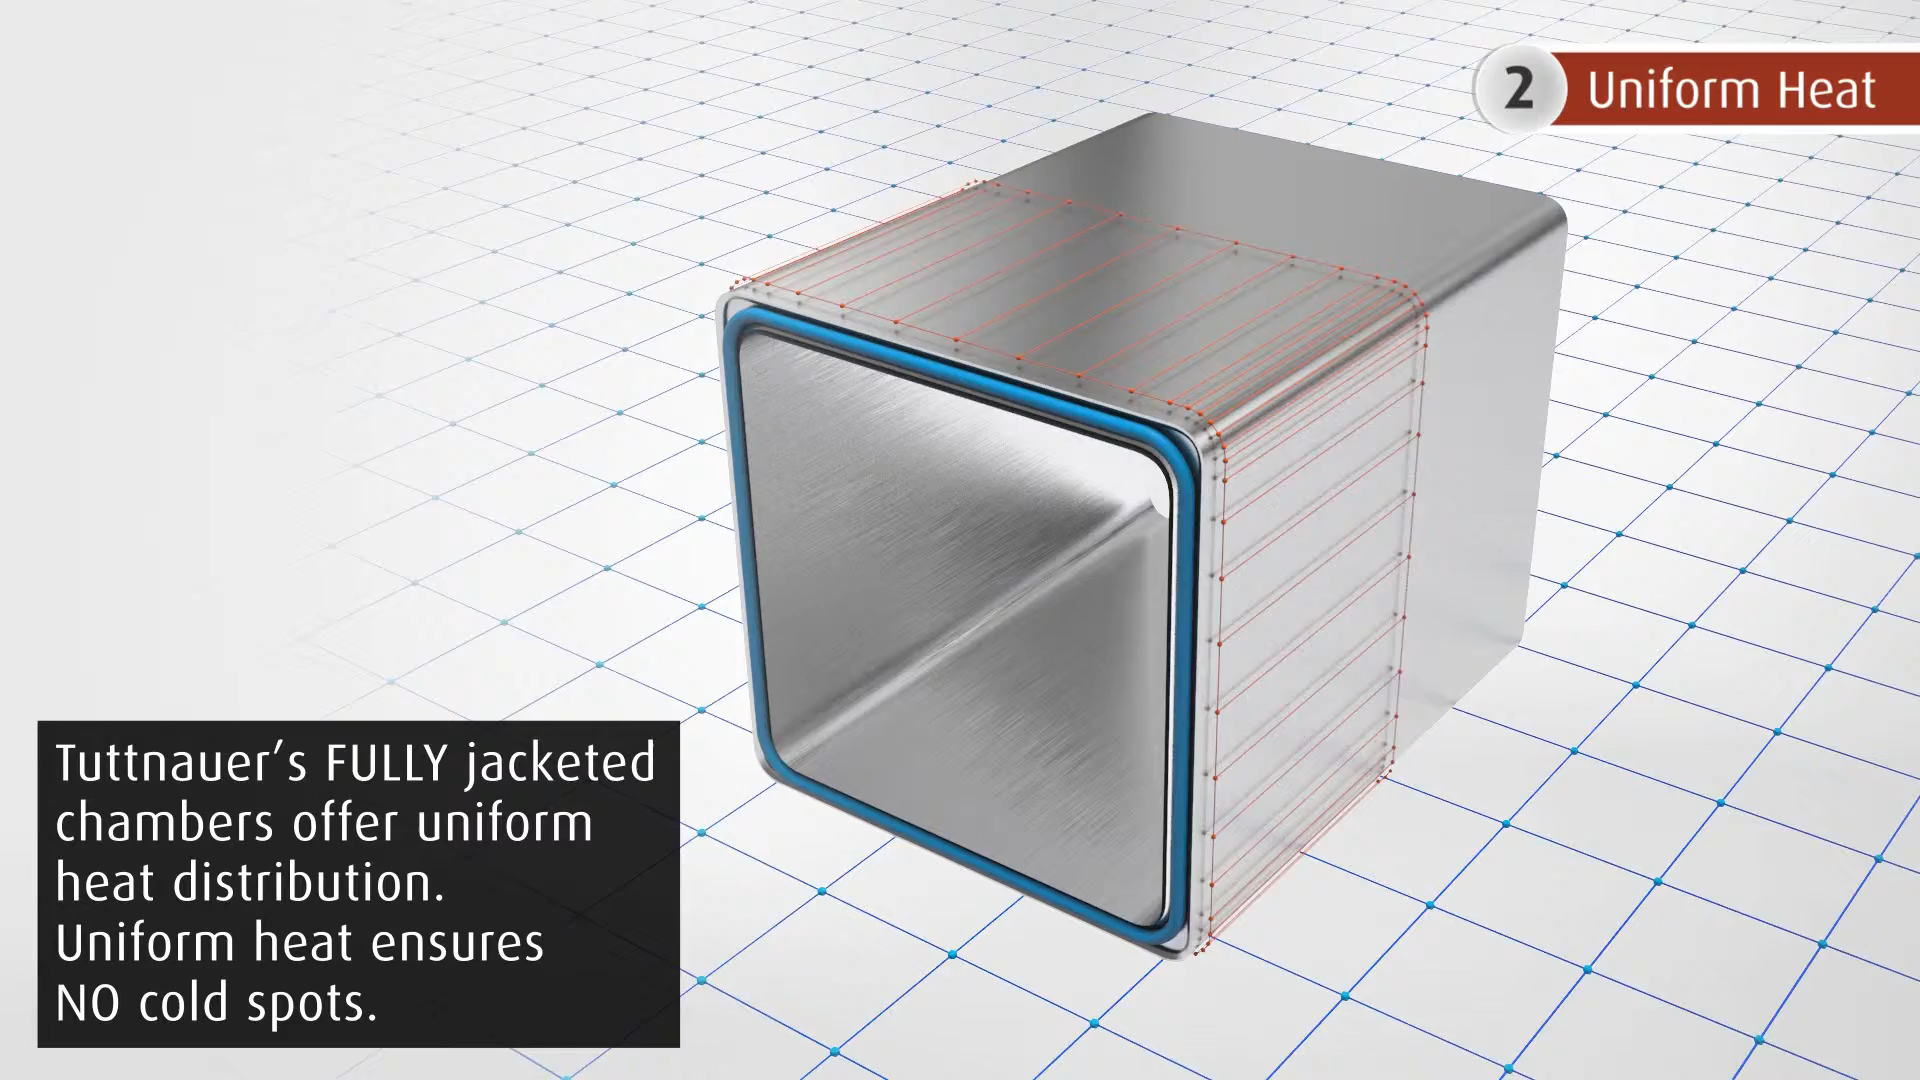 2 Uniform Heat
Tuttnauer's FULLY jacketed
chambers offer uniform
heat distribution.
Uniform heat ensures
NO cold spots.